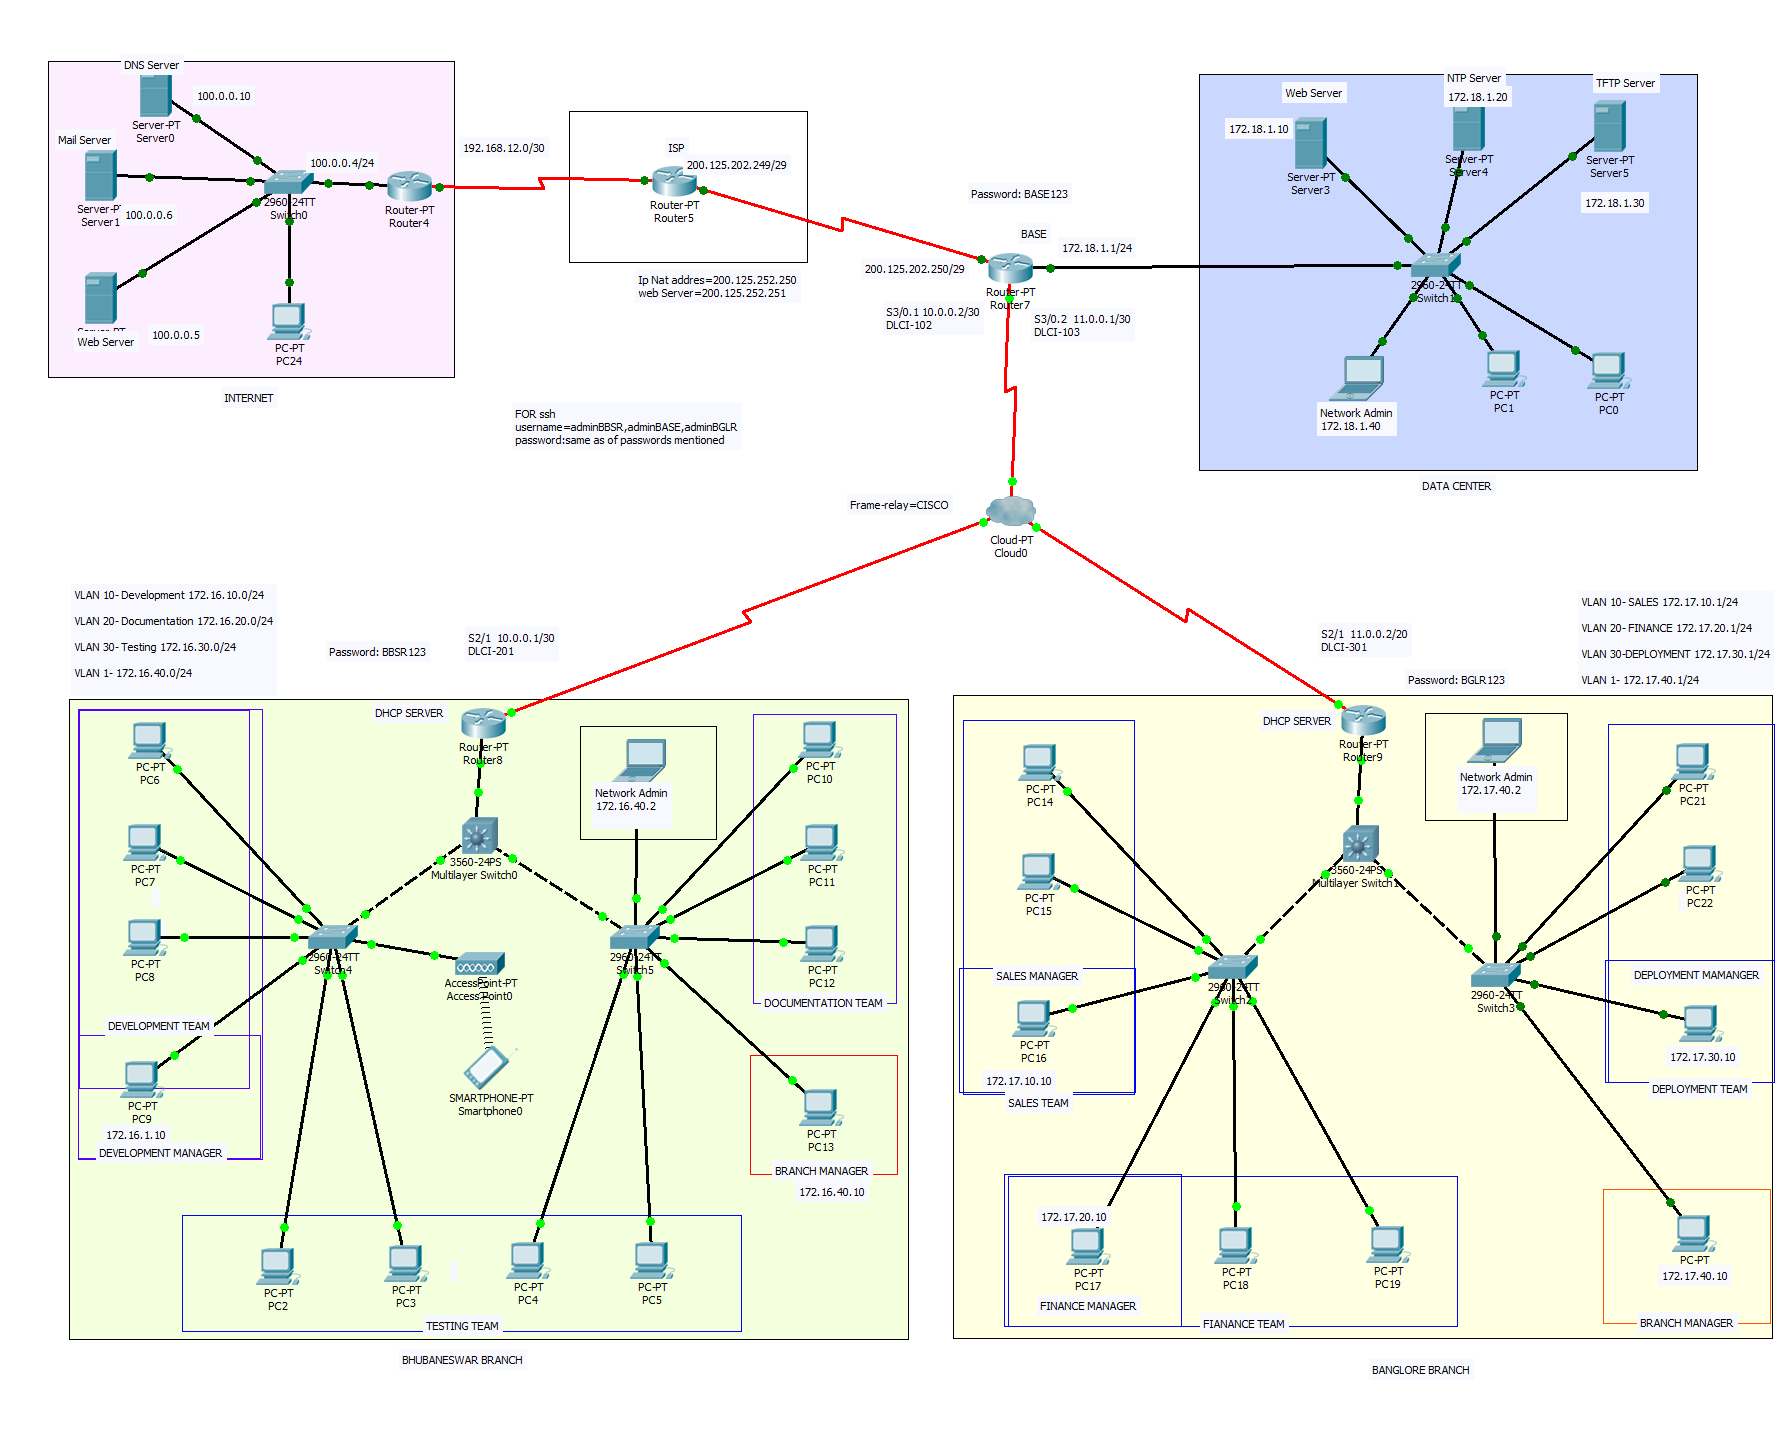 DNS Server
100.0.0.10
Server-PT
Server0
Mail Server
Server-PT
Server1
100.0.0.6
100.0.0.4/24
2960-24TT
Switch0
Router-PT
Router4
Web Server
100.0.0.5
PC-PT
PC24
INTERNET
192.168.12.0/30
ISP
200.125.202.249/29
Router-PT
Router5
Ip Nat addres=200.125.252.250
web Server=200.125.252.251
Password: BASE123
BASE
172.18.1.1/24
200.125.202.250/29
Router-PT
Router7
S3/0.1 10.0.0.2/30
DLCI-102
S3/0.2  11.0.0.1/30
DLCI-103
Web Server
172.18.1.10
Server-PT
Server3
NTP Server
172.18.1.20
Server-PT
Server4
TFTP Server
Server-PT
Server5
172.18.1.30
2960-24TT
Switch1
Network Admin
172.18.1.40
PC-PT
PC1
PC-PT
PC0
DATA CENTER
FOR ssh
username=adminBBSR,adminBASE,adminBGLR
password:same as of passwords mentioned
Frame-relay=CISCO
Cloud-PT
Cloud0
VLAN 10- Development 172.16.10.0/24
VLAN 20- Documentation 172.16.20.0/24
VLAN 30- Testing 172.16.30.0/24
VLAN 1- 172.16.40.0/24
Password: BBSR123
S2/1  10.0.0.1/30
DLCI-201
S2/1  11.0.0.2/20
DLCI-301
Password: BGLR123
VLAN 10- SALES 172.17.10.1/24
VLAN 20- FINANCE 172.17.20.1/24
VLAN 30-DEPLOYMENT 172.17.30.1/24
VLAN 1- 172.17.40.1/24
DHCP SERVER
Router-PT
Router8
PC-PT
PC6
PC-PT
PC7
PC-PT
PC8
DEVELOPMENT TEAM
PC-PT
PC9
172.16.1.10
DEVELOPMENT MANAGER
3560-24PS
Multilayer Switch0
Network Admin
172.16.40.2
2960-24TT
Switch4
AccessPoint-PT
Access Point0
SMARTPHONE-PT
Smartphone0
2960-24TT
Switch5
PC-PT
PC10
PC-PT
PC11
PC-PT
PC12
DOCUMENTATION TEAM
PC-PT
PC13
BRANCH MANAGER
172.16.40.10
PC-PT
PC2
PC-PT
PC3
PC-PT
PC4
PC-PT
PC5
TESTING TEAM
BHUBANESWAR BRANCH
DHCP SERVER
Router-PT
Router9
PC-PT
PC14
PC-PT
PC15
SALES MANAGER
PC-PT
PC16
172.17.10.10
SALES TEAM
3560-24PS
Multilayer Switch1
Network Admin
172.17.40.2
2960-24TT
Switch2
2960-24TT
Switch3
PC-PT
PC21
PC-PT
PC22
DEPLOYMENT MAMANGER
172.17.30.10
DEPLOYMENT TEAM
172.17.20.10
PC-PT
PC17
FINANCE MANAGER
PC-PT
PC18
PC-PT
PC19
FIANANCE TEAM
PC-PT
172.17.40.10
BRANCH MANAGER
BANGLORE BRANCH